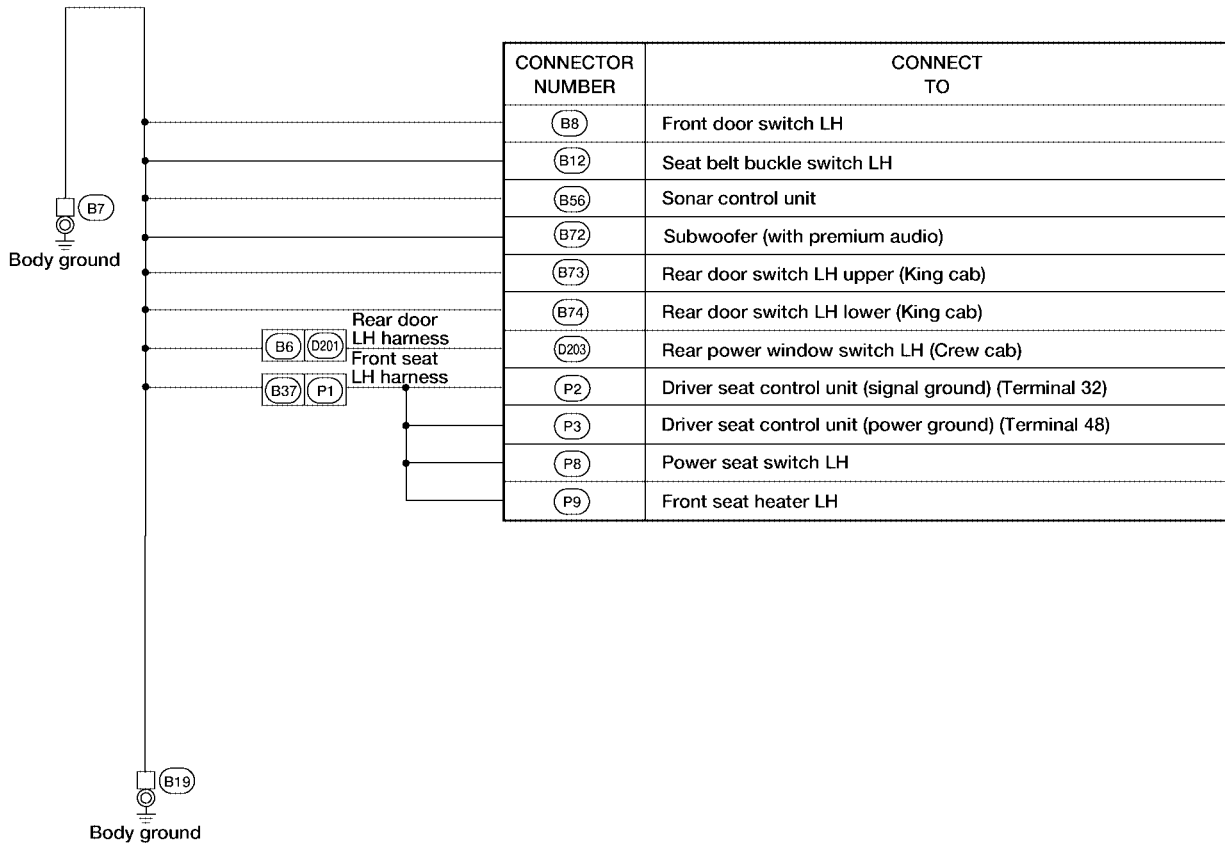 CONNECTOR NUMBER
CONNECT TO
B8 Front door switch LH
B12 Seat belt buckle switch LH
B56 Sonar control unit
B7
B72 Subwoofer (with premium audio)
Body ground
B73 Rear door switch LH upper (King cab)
B74 Rear door switch LH lower (King cab)
Rear door
LH harness
B6 D201
D203 Rear power window switch LH (Crew cab)
Front seat
LH harness
B37 P1
P2 Driver seat control unit (signal ground) (Terminal 32)
P3 Driver seat control unit (power ground) (Terminal 48)
P8 Power seat switch LH
P9 Front seat heater LH
B19
Body ground